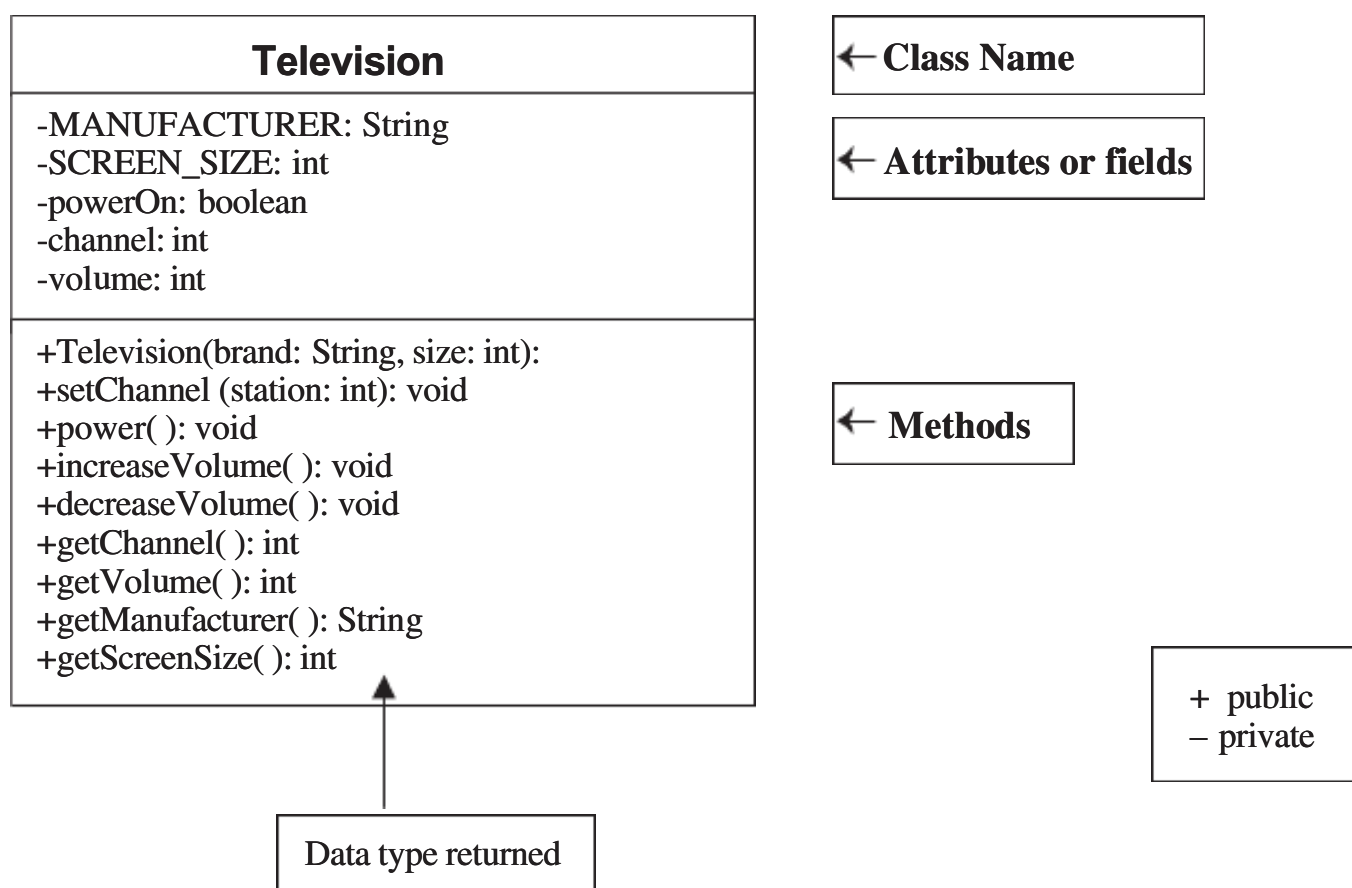 Television
-MANUFACTURER: String
-SCREEN_SIZE: int
-powerOn: boolean
-channel: int
-volume: int
+Television(brand: String, size: int):
+setChannel (station: int): void
+power( ): void
+increaseVolume( ): void
+decreaseVolume( ): void
+getChannel( ): int
+getVolume( ): int
+getManufacturer( ): String
+getScreenSize( ): int
Data type returned
← Class Name
← Attributes or fields
← Methods
+ public
– private